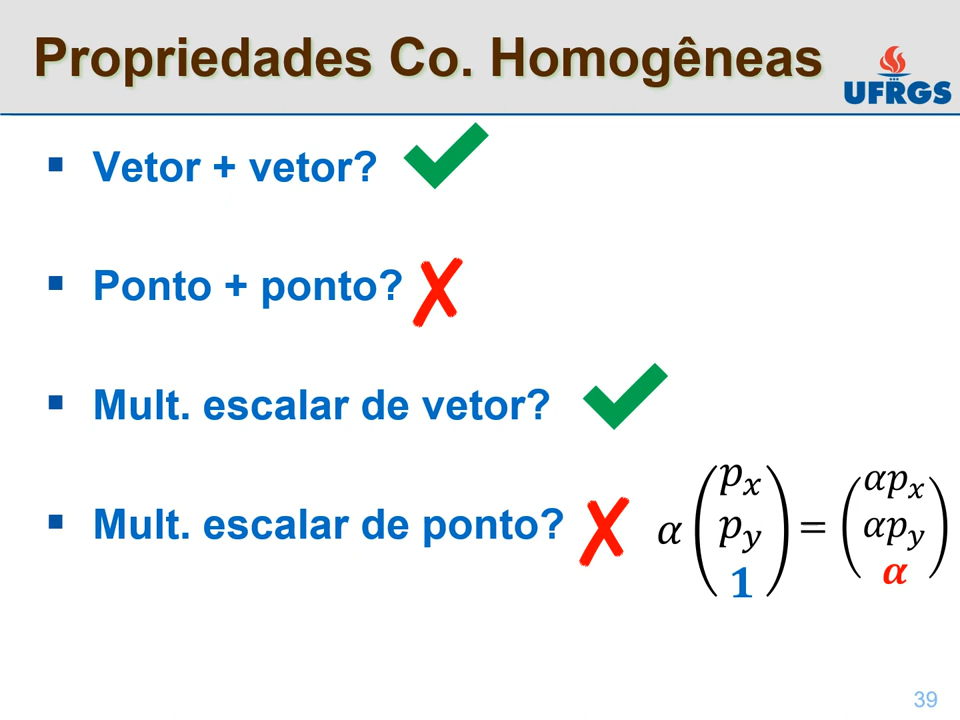 Propriedades Co. Homogêneas
UFRGS
▪ Vetor + vetor?
▪ Ponto + ponto?
▪ Mult. escalar de vetor?
▪ Mult. escalar de ponto?
α (p_x p_y 1) = (αp_x αp_y α)
39